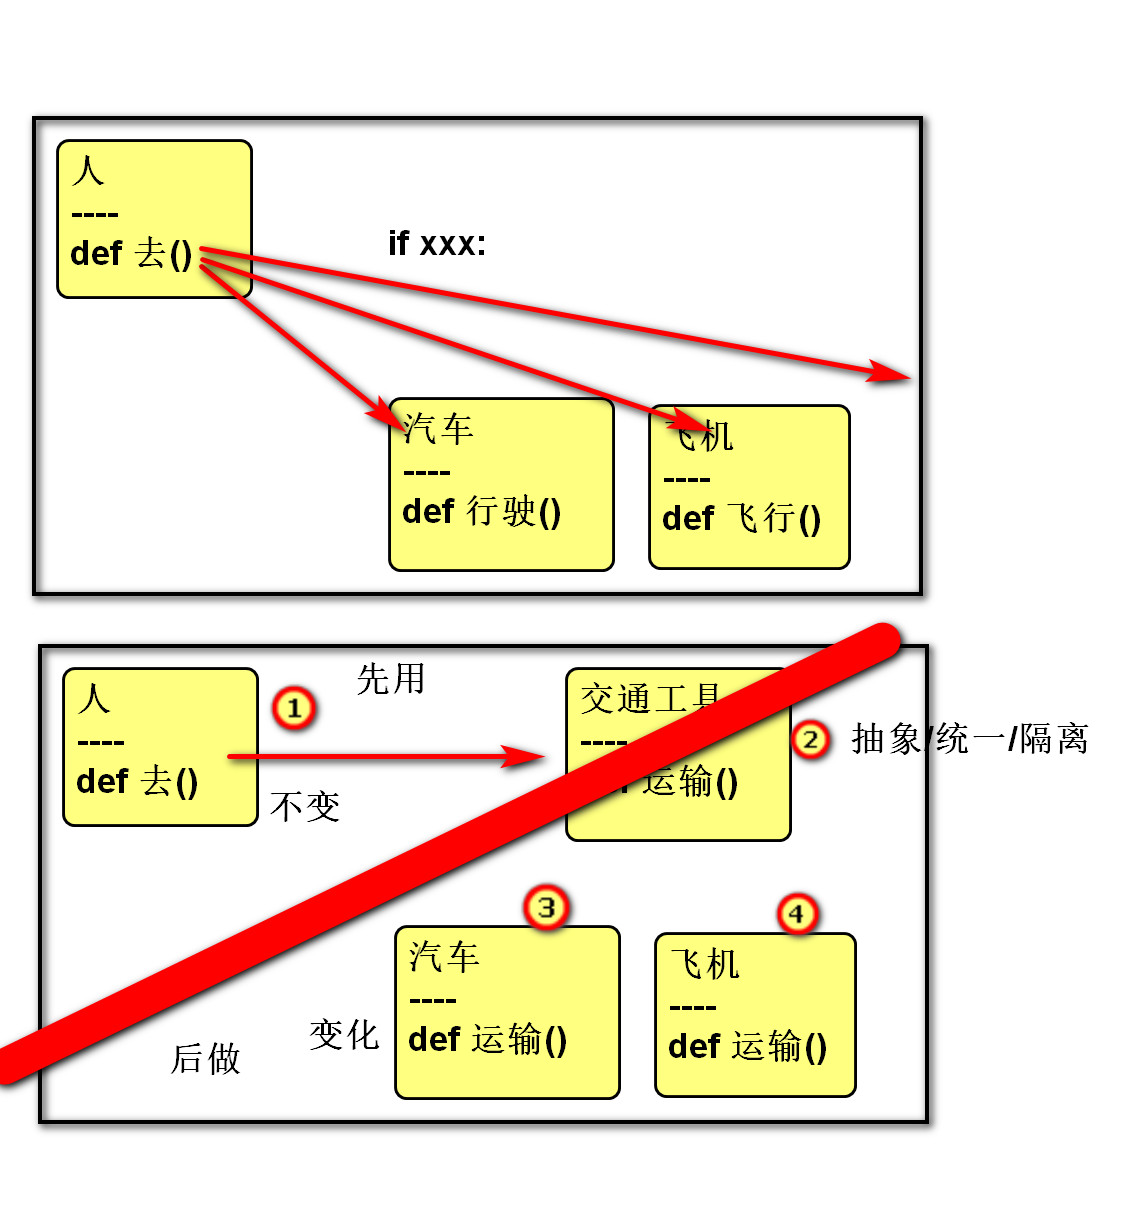 人
----
def 去()
if xxx:
汽车
----
def 行驶()
飞机
----
def 飞行()
人
----
def 去()
1
先用
不变
交通工具
----
运输()
2
抽象/统一/隔离
3
汽车
----
def 运输()
4
飞机
----
def 运输()
变化
后做